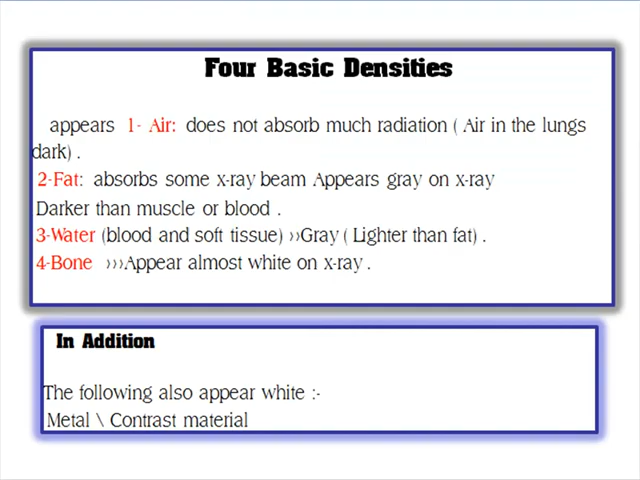 Four Basic Densities
appears 1- Air: does not absorb much radiation ( Air in the lungs
dark) .
2-Fat: absorbs some x-ray beam Appears gray on x-ray
Darker than muscle or blood .
3-Water (blood and soft tissue) ››Gray ( Lighter than fat) .
4-Bone ›››Appear almost white on x-ray .
In Addition
The following also appear white :-
Metal \ Contrast material